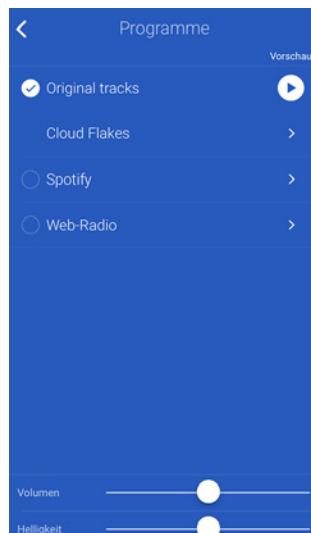 Programme
Vorschau
Original tracks
Cloud Flakes
Spotify
Web-Radio
Volumen
Helligkeit